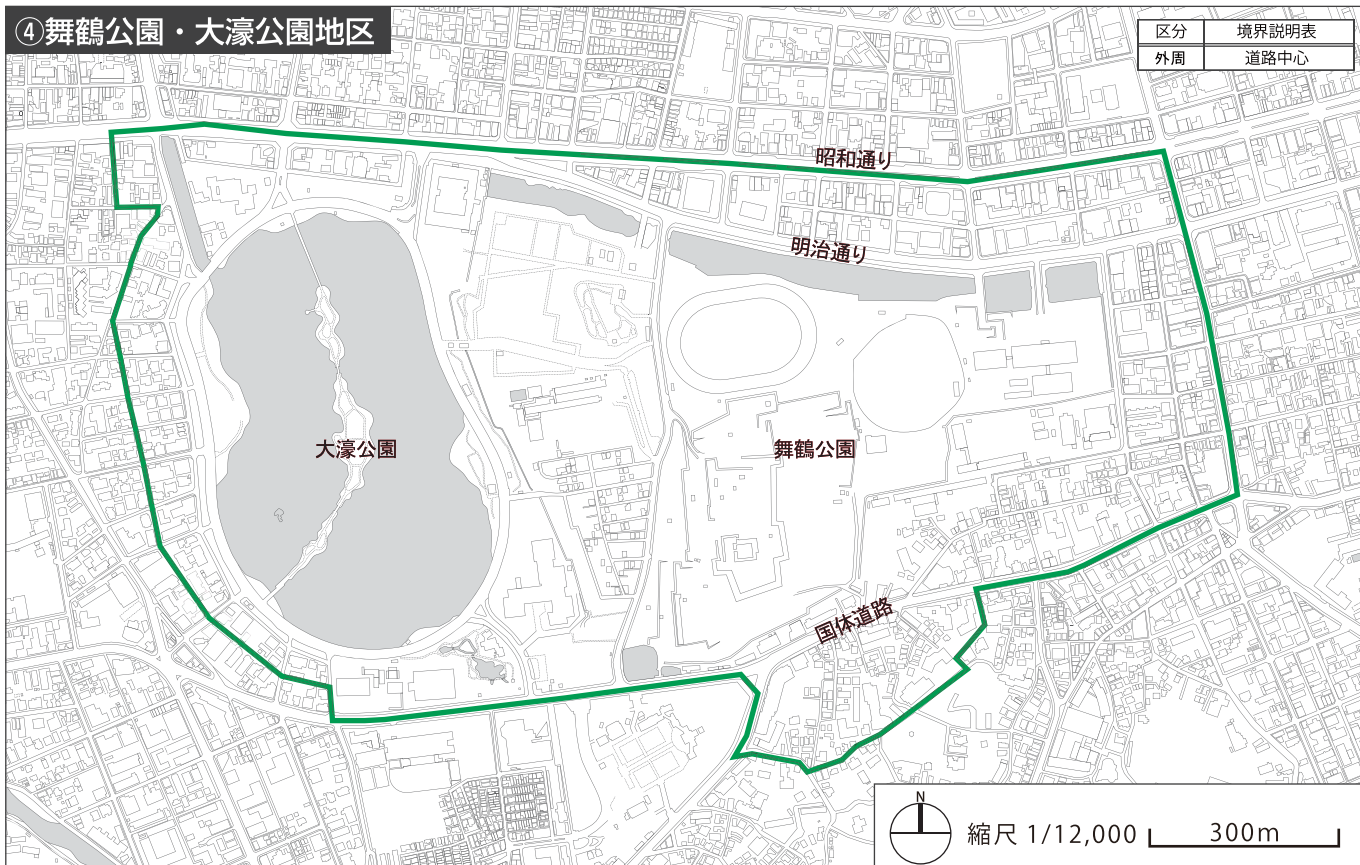 ④舞鶴公園・大濠公園地区
区分 境界説明表
外周 道路中心
昭和通り
明治通り
大濠公園
舞鶴公園
国体道路
N
縮尺 1/12,000 300m